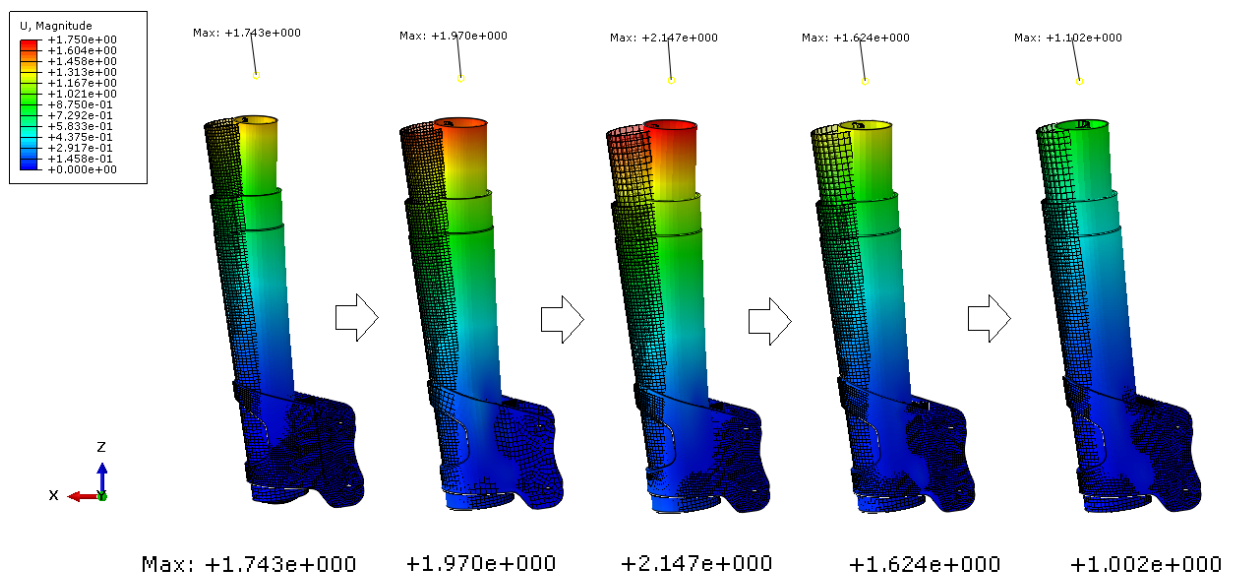 U, Magnitude
+1.750e+00
+1.604e+00
+1.458e+00
+1.313e+00
+1.167e+00
+1.021e+00
+8.750e-01
+7.292e-01
+5.833e-01
+4.375e-01
+2.917e-01
+1.458e-01
+0.000e+00
Max: +1.743e+000
Max: +1.970e+000
Max: +2.147e+000
Max: +1.624e+000
Max: +1.102e+000
Z
X
Y
Max: +1.743e+000
+1.970e+000
+2.147e+000
+1.624e+000
+1.002e+000